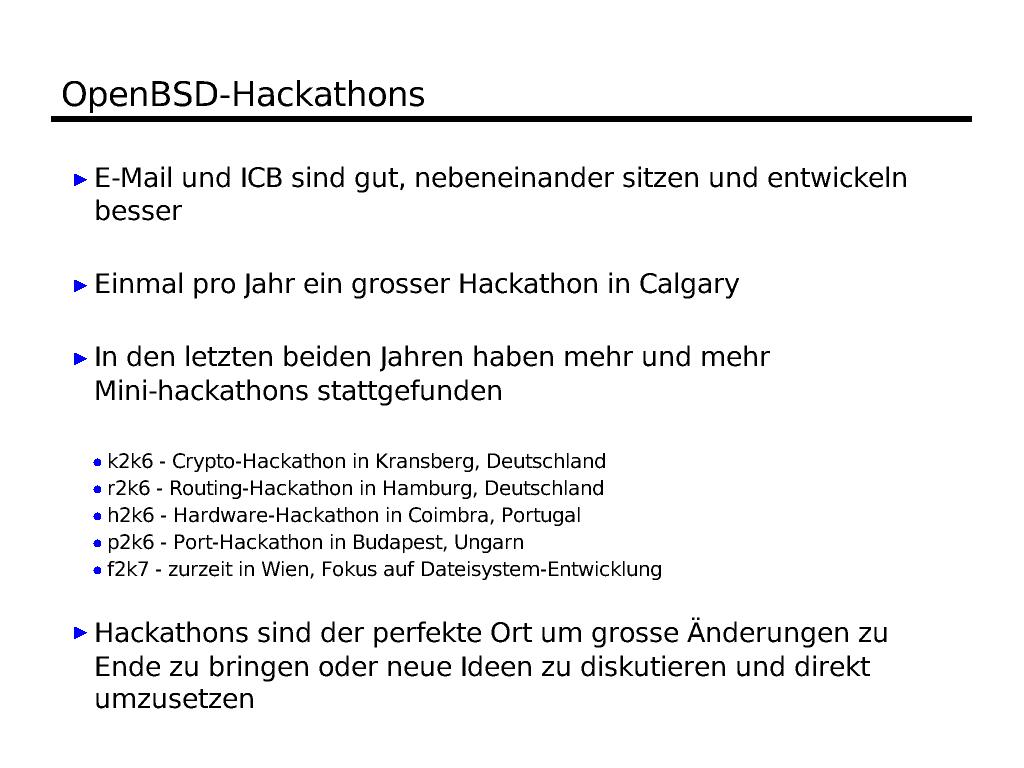 OpenBSD-Hackathons
E-Mail und ICB sind gut, nebeneinander sitzen und entwickeln
besser
Einmal pro Jahr ein grosser Hackathon in Calgary
In den letzten beiden Jahren haben mehr und mehr
Mini-hackathons stattgefunden
k2k6 - Crypto-Hackathon in Kransberg, Deutschland
r2k6 - Routing-Hackathon in Hamburg, Deutschland
h2k6 - Hardware-Hackathon in Coimbra, Portugal
p2k6 - Port-Hackathon in Budapest, Ungarn
f2k7 - zurzeit in Wien, Fokus auf Dateisystem-Entwicklung
Hackathons sind der perfekte Ort um grosse Änderungen zu
Ende zu bringen oder neue Ideen zu diskutieren und direkt
umzusetzen